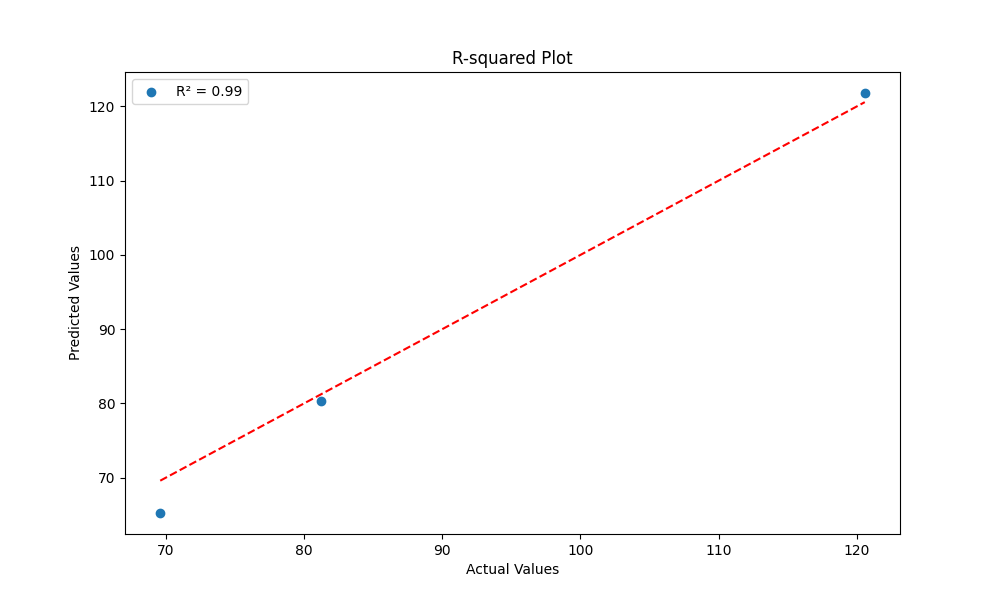 R-squared Plot
R² = 0.99
120
110
100
90
80
70
Predicted Values
70 80 90 100 110 120
Actual Values